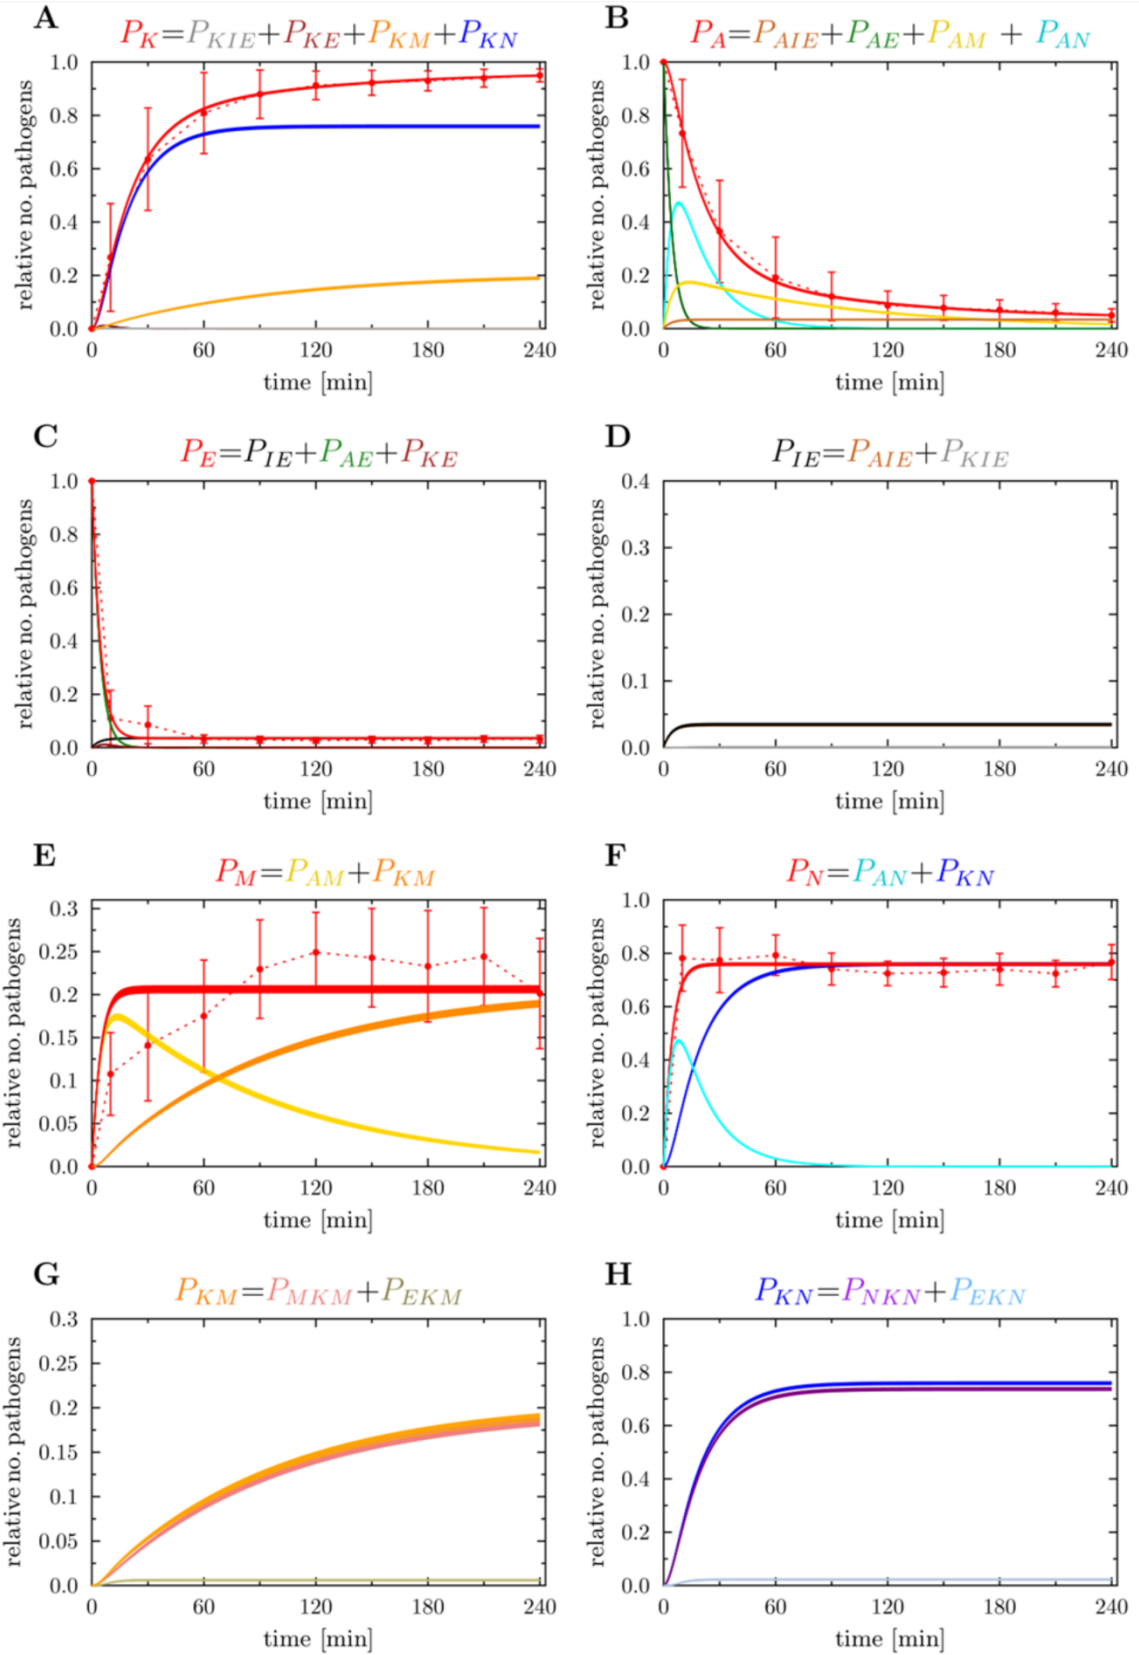 A
P_K=P_KIE+P_KE+P_KM+P_KN
relative no. pathogens
1.0
0.8
0.6
0.4
0.2
0.0
0 60 120 180 240
time [min]
B
P_A=P_AIE+P_AE+P_AM + P_AN
relative no. pathogens
1.0
0.8
0.6
0.4
0.2
0.0
0 60 120 180 240
time [min]
C
P_E=P_IE+P_AE+P_KE
relative no. pathogens
1.0
0.8
0.6
0.4
0.2
0.0
0 60 120 180 240
time [min]
D
P_IE=P_AIE+P_KIE
relative no. pathogens
0.4
0.3
0.2
0.1
0.0
0 60 120 180 240
time [min]
E
P_M=P_AM+P_KM
relative no. pathogens
0.3
0.25
0.2
0.15
0.1
0.05
0.0
0 60 120 180 240
time [min]
F
P_N=P_AN+P_KN
relative no. pathogens
1.0
0.8
0.6
0.4
0.2
0.0
0 60 120 180 240
time [min]
G
P_KM=P_MKM+P_EKM
relative no. pathogens
0.3
0.25
0.2
0.15
0.1
0.05
0.0
0 60 120 180 240
time [min]
H
P_KN=P_NKN+P_EKN
relative no. pathogens
1.0
0.8
0.6
0.4
0.2
0.0
0 60 120 180 240
time [min]